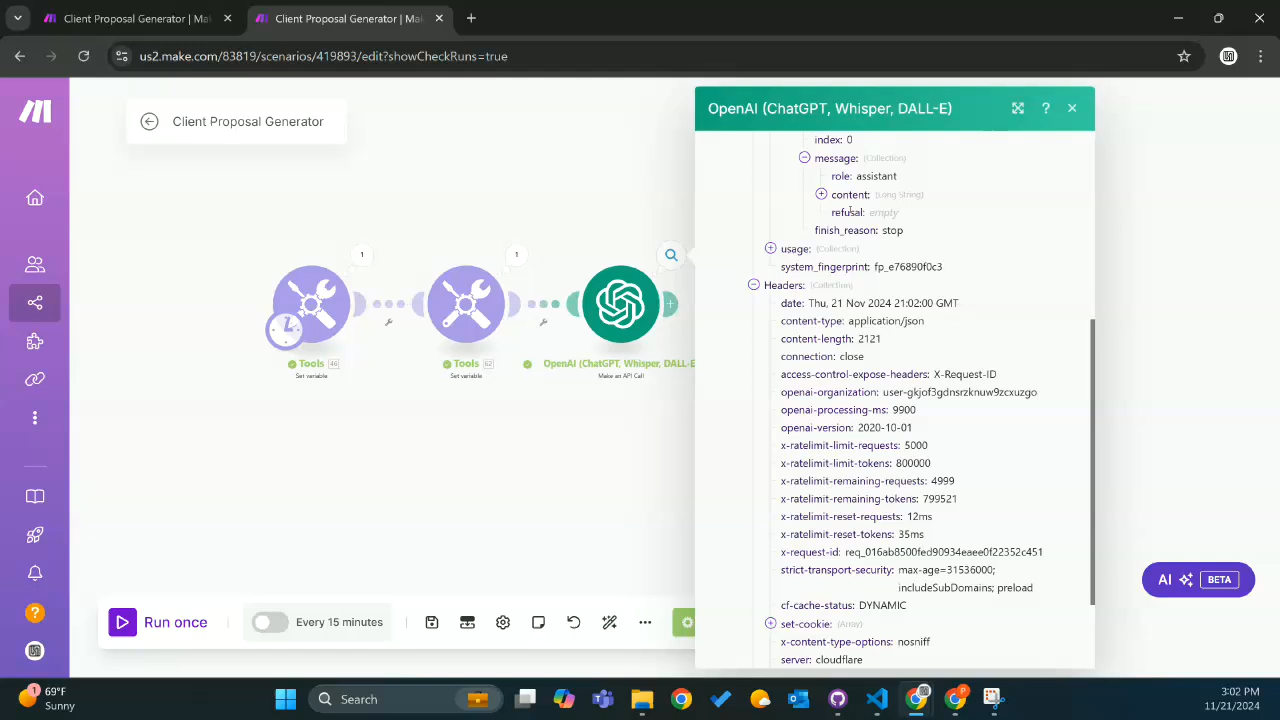 Client Proposal Generator | Ma
Client Proposal Generator | Mal
us2.make.com/83819/scenarios/419893/edit?showCheckRuns=true
Client Proposal Generator
OpenAI (ChatGPT, Whisper, DALL-E)
index: 0
message: (Collection)
role: assistant
content: (Long String)
refusal: empty
finish_reason: stop
usage: (Collection)
system_fingerprint: fp_e76890f0c3
Headers: (Collection)
date: Thu, 21 Nov 2024 21:02:00 GMT
content-type: application/json
content-length: 2121
connection: close
access-control-expose-headers: X-Request-ID
openai-organization: user-gkjof3gdnsrzknuw9zcxuzgo
openai-processing-ms: 9900
openai-version: 2020-10-01
x-ratelimit-limit-requests: 5000
x-ratelimit-limit-tokens: 800000
x-ratelimit-remaining-requests: 4999
x-ratelimit-remaining-tokens: 799521
x-ratelimit-reset-requests: 12ms
x-ratelimit-reset-tokens: 35ms
x-request-id: req_016ab8500fed90934eaee0f22352c451
strict-transport-security: max-age=31536000;
includeSubDomains; preload
cf-cache-status: DYNAMIC
set-cookie: (Array)
x-content-type-options: nosniff
server: cloudflare
1
1
Tools 46
Set variable
Tools 62
Set variable
OpenAI (ChatGPT, Whisper, DALL-E
Make an API Call
AI BETA
Run once
Every 15 minutes
1
69°F
Sunny
Search
3:02 PM
11/21/2024